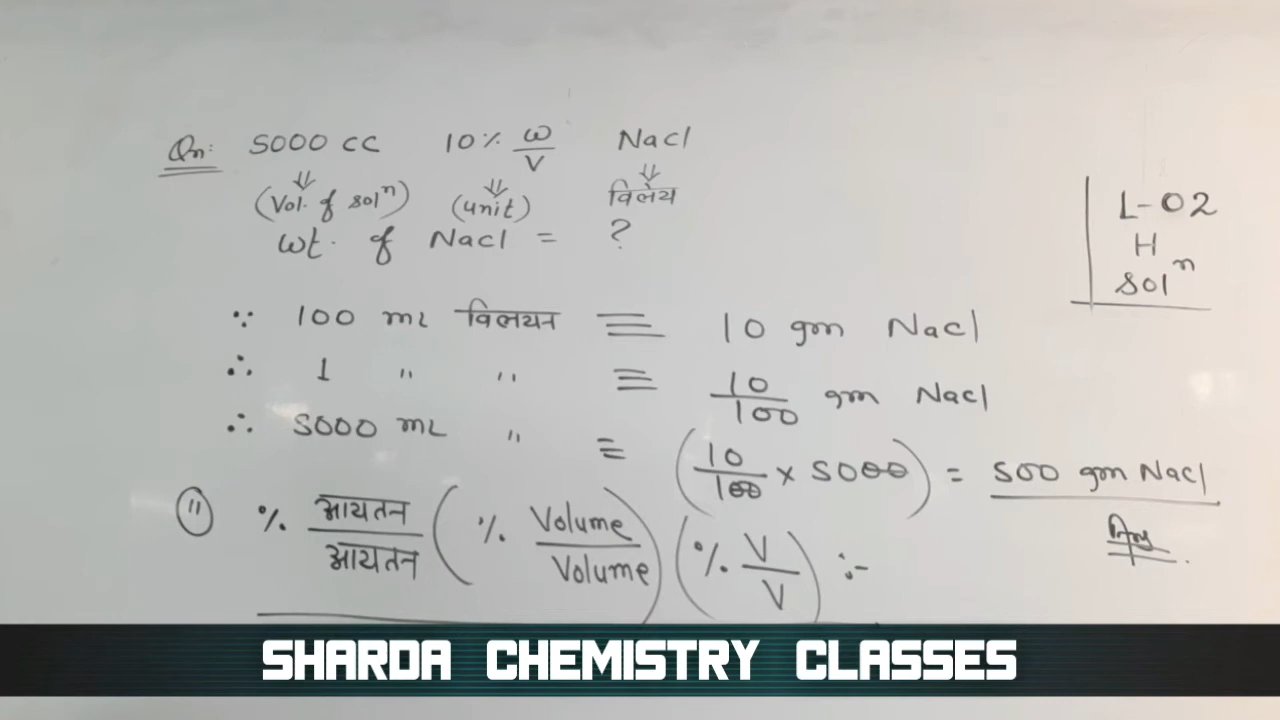 Qn: 5000 CC 10% W/V NaCl
⇓ ⇓ ⇓
(Vol. of solⁿ) (unit) विलेय
wt. of NaCl = ?
L-02
H
Solⁿ
∵ 100 mL विलयन ≡ 10 gm NaCl
∴ 1 " " ≡ 10/100 gm NaCl
∴ 5000 mL " ≡ (10/100 × 5000) = 500 gm NaCl
Ans
(ii) % आयतन/आयतन (% Volume/Volume) (% V/V) :-
SHARDA CHEMISTRY CLASSES